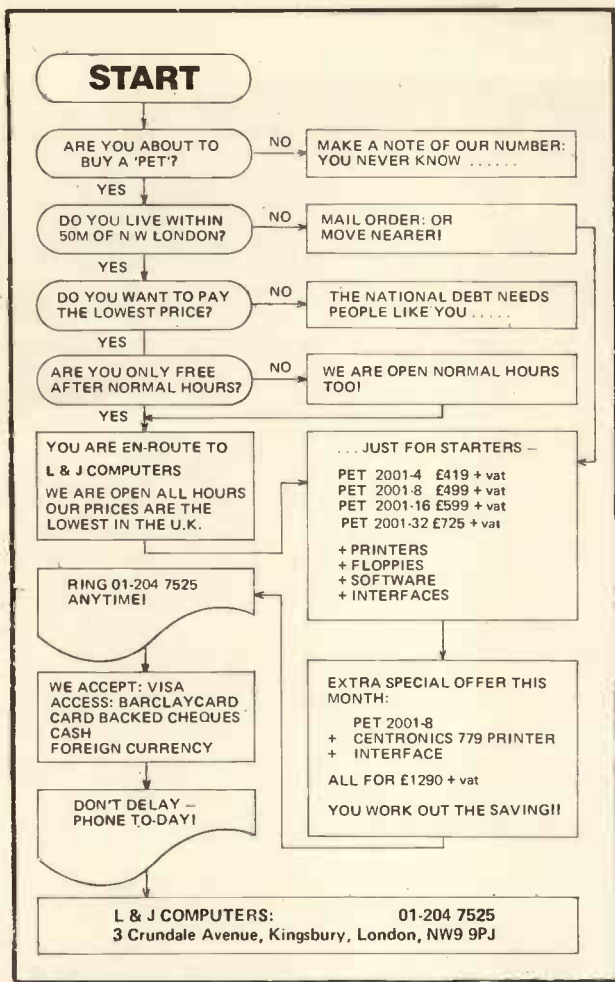 START
ARE YOU ABOUT TO
BUY A 'PET'?
NO
MAKE A NOTE OF OUR NUMBER:
YOU NEVER KNOW ......
YES
DO YOU LIVE WITHIN
50M OF N W LONDON?
NO
MAIL ORDER: OR
MOVE NEARER!
YES
DO YOU WANT TO PAY
THE LOWEST PRICE?
NO
THE NATIONAL DEBT NEEDS
PEOPLE LIKE YOU .....
YES
ARE YOU ONLY FREE
AFTER NORMAL HOURS?
NO
WE ARE OPEN NORMAL HOURS
TOO!
YES
YOU ARE EN-ROUTE TO
L & J COMPUTERS
WE ARE OPEN ALL HOURS
OUR PRICES ARE THE
LOWEST IN THE U.K.
...JUST FOR STARTERS —
PET 2001-4 £419 + vat
PET 2001-8 £499 + vat
PET 2001-16 £599 + vat
PET 2001-32 £725 + vat
+ PRINTERS
+ FLOPPIES
+ SOFTWARE
+ INTERFACES
RING 01-204 7525
ANYTIME!
WE ACCEPT: VISA
ACCESS: BARCLAYCARD
CARD BACKED CHEQUES
CASH
FOREIGN CURRENCY
EXTRA SPECIAL OFFER THIS
MONTH:
PET 2001-8
+ CENTRONICS 779 PRINTER
+ INTERFACE
ALL FOR £1290 + vat
YOU WORK OUT THE SAVING!!
DON'T DELAY —
PHONE TO-DAY!
L & J COMPUTERS: 01-204 7525
3 Crundale Avenue, Kingsbury, London, NW9 9PJ